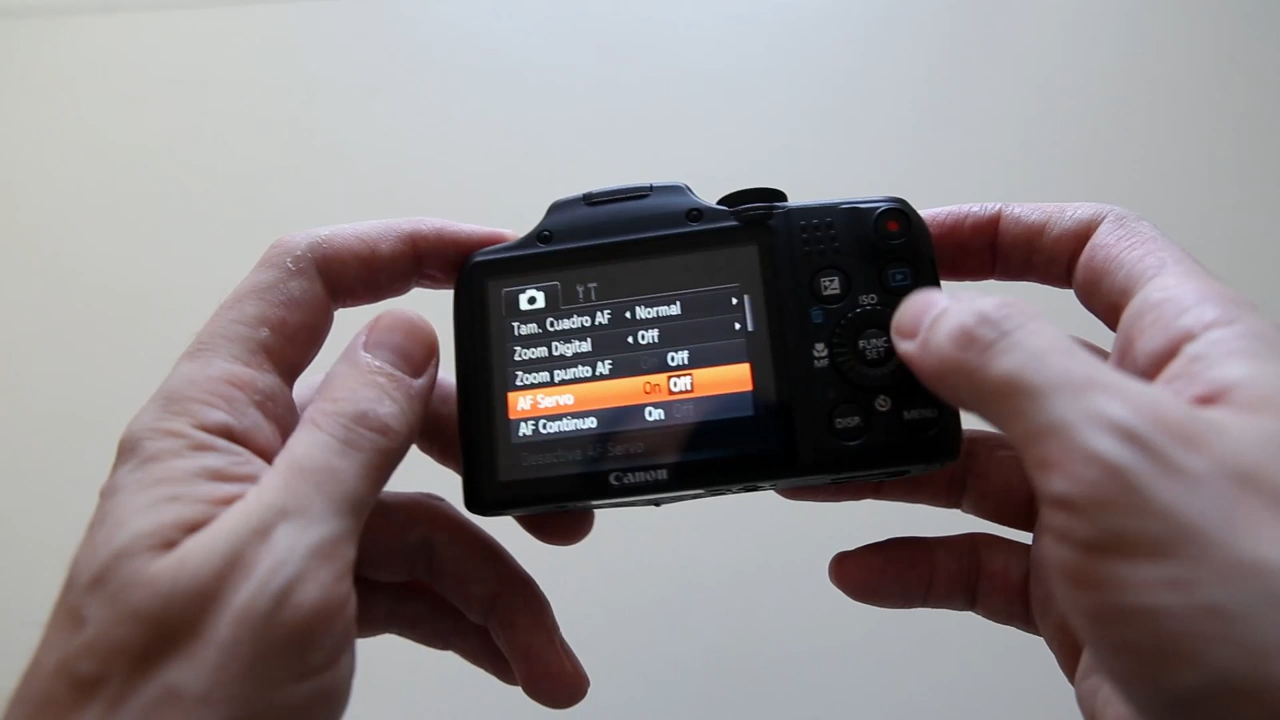 Tam. Cuadro AF Normal
Zoom Digital Off
Zoom punto AF On Off
AF Servo On Off
AF Continuo On Off
Desactiva AF Servo
Canon
ISO
FUNC.
SET
MF
DISP.
MENU